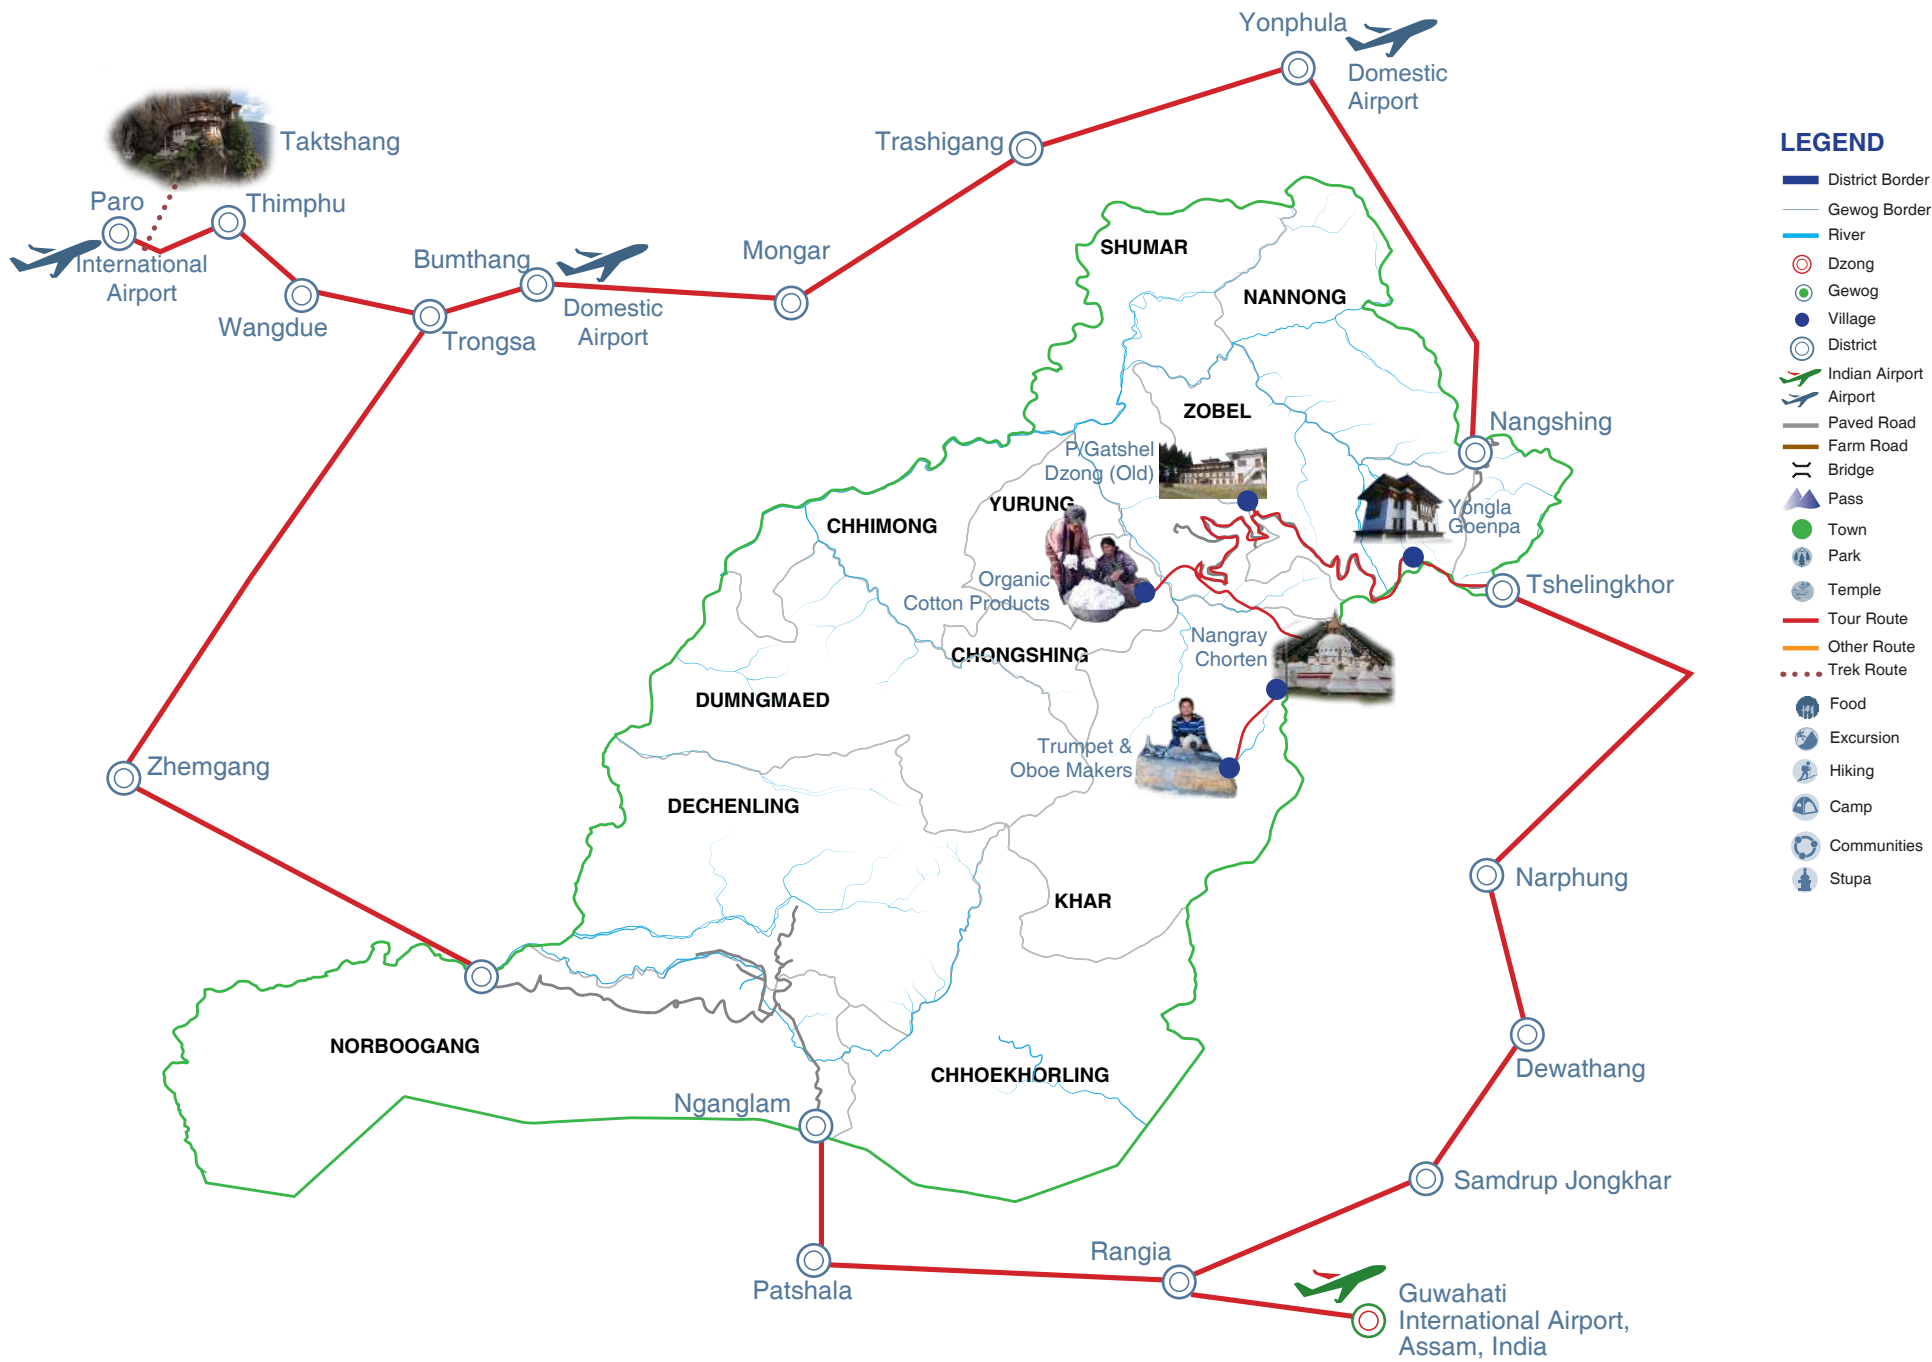 Yonphula
Domestic
Airport
Taktshang
Trashigang
LEGEND
District Border
Gewog Border
River
Dzong
Gewog
Village
District
Indian Airport
Airport
Paved Road
Farm Road
Bridge
Pass
Town
Park
Temple
Tour Route
Other Route
Trek Route
Food
Excursion
Hiking
Camp
Communities
Stupa
Paro
Thimphu
International
Airport
Wangdue
Bumthang
Domestic
Airport
Trongsa
Mongar
SHUMAR
NANNONG
ZOBEL
Nangshing
P/Gatshel
Dzong (Old)
YURUNG
CHHIMONG
Yongla
Goenpa
Organic
Cotton Products
Tshelingkhor
Nangray
Chorten
CHONGSHING
DUMNGMAED
Trumpet &
Oboe Makers
Zhemgang
DECHENLING
KHAR
Narphung
NORBOOGANG
CHHOEKHORLING
Dewathang
Nganglam
Samdrup Jongkhar
Rangia
Patshala
Guwahati
International Airport,
Assam, India